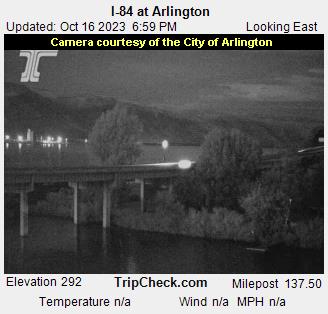 I-84 at Arlington
Updated: Oct 16 2023 6:59 PM Looking East
Camera courtesy of the City of Arlington
Elevation 292 TripCheck.com Milepost 137.50
Temperature n/a Wind n/a MPH n/a